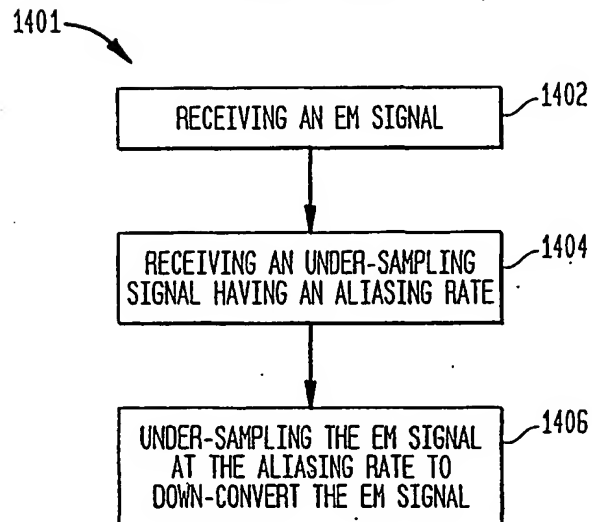 1401
RECEIVING AN EM SIGNAL
1402
RECEIVING AN UNDER-SAMPLING
SIGNAL HAVING AN ALIASING RATE
1404
UNDER-SAMPLING THE EM SIGNAL
AT THE ALIASING RATE TO
DOWN-CONVERT THE EM SIGNAL
1406